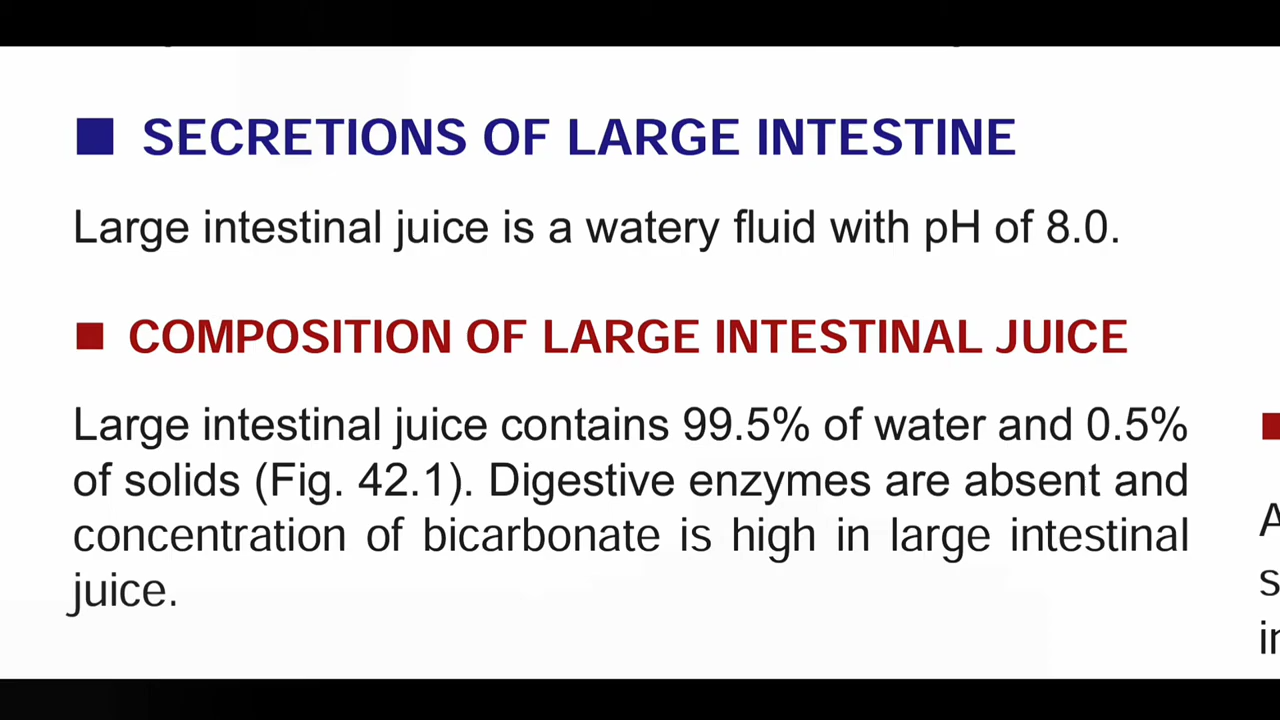 SECRETIONS OF LARGE INTESTINE
Large intestinal juice is a watery fluid with pH of 8.0.
COMPOSITION OF LARGE INTESTINAL JUICE
Large intestinal juice contains 99.5% of water and 0.5%
of solids (Fig. 42.1). Digestive enzymes are absent and
concentration of bicarbonate is high in large intestinal
juice.